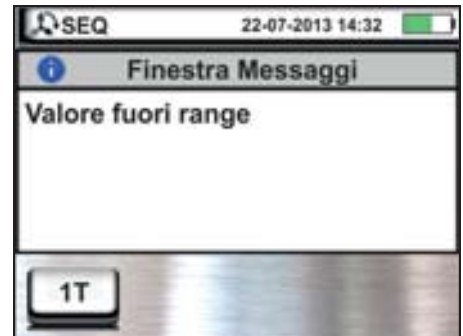 SEQ 22-07-2013 14:32
Finestra Messaggi
Valore fuori range
1T